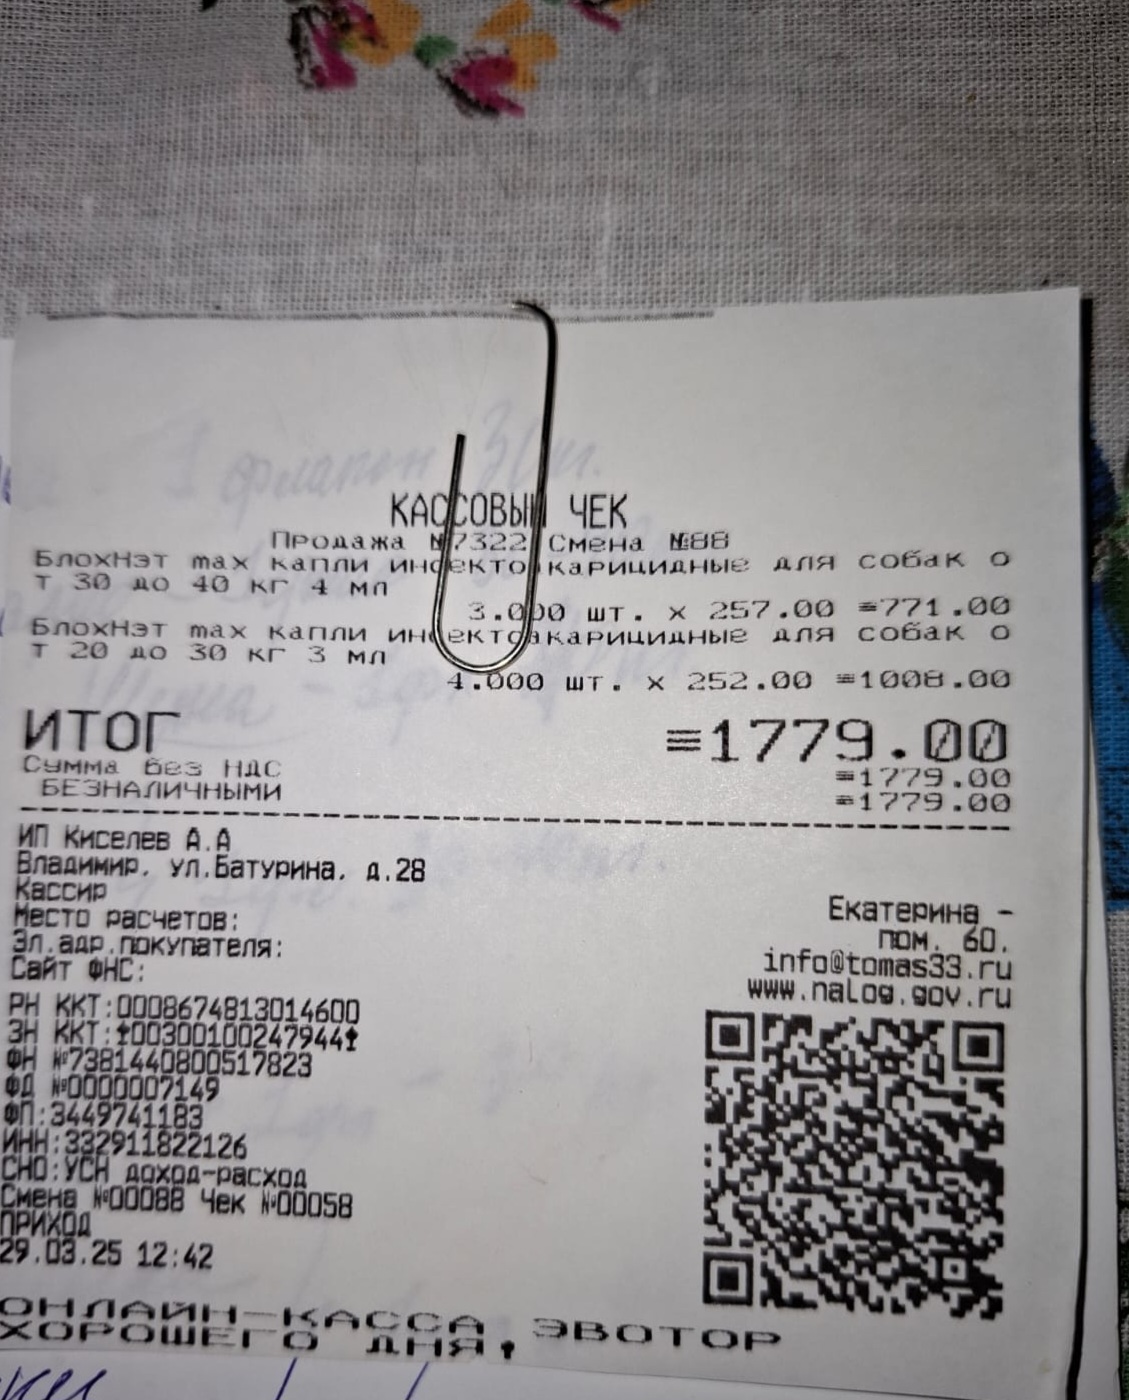 КАССОВЫЙ ЧЕК
Продажа №7322 Смена №88
БлохНэт max капли инсектоакарицидные для собак о
т 30 до 40 кг 4 мл
3.000 шт. x 257.00 ≡771.00
БлохНэт max капли инсектоакарицидные для собак о
т 20 до 30 кг 3 мл
4.000 шт. x 252.00 ≡1008.00
ИТОГ ≡1779.00
Сумма без НДС ≡1779.00
БЕЗНАЛИЧНЫМИ ≡1779.00
ИП Киселев А.А
Владимир, ул.Батурина, д.28
Кассир Екатерина -
Место расчетов: пом. 60.
Эл.адр.покупателя: info@tomas33.ru
Сайт ФНС: www.nalog.gov.ru
РН ККТ:0008674813014600
ЗН ККТ:↑00300100247944↑
ФН №7381440800517823
ФД №0000007149
ФП:3449741183
ИНН:332911822126
СНО:УСН доход-расход
Смена №00088 Чек №00058
ПРИХОД
29.03.25 12:42
ОНЛАЙН-КАССА ЭВОТОР
ХОРОШЕГО ДНЯ,
1 флакон